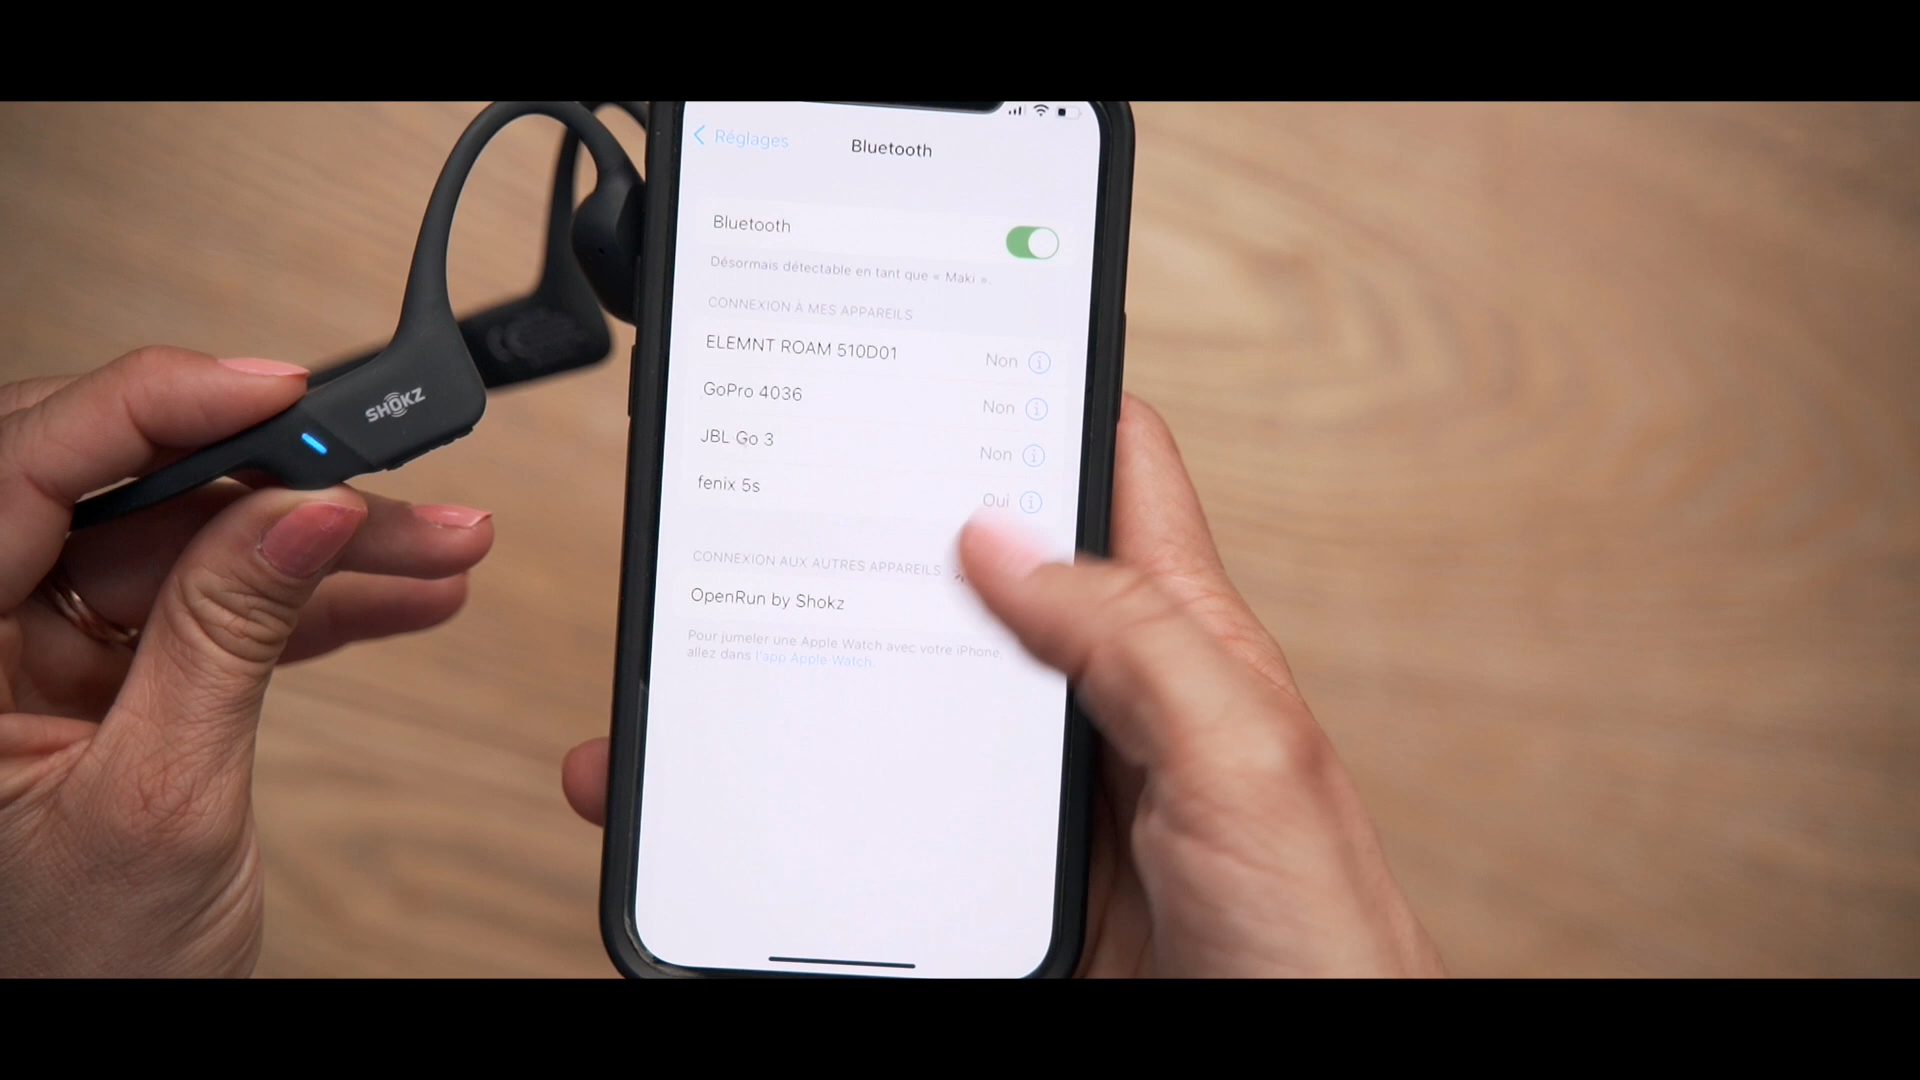 Réglages
Bluetooth
Bluetooth
Désormais détectable en tant que « Maki ».
CONNEXION À MES APPAREILS
ELEMNT ROAM 510D01 Non
GoPro 4036 Non
JBL Go 3 Non
fenix 5s Oui
CONNEXION AUX AUTRES APPAREILS
OpenRun by Shokz
Pour jumeler une Apple Watch avec votre iPhone,
allez dans l'app Apple Watch.
SHOKZ